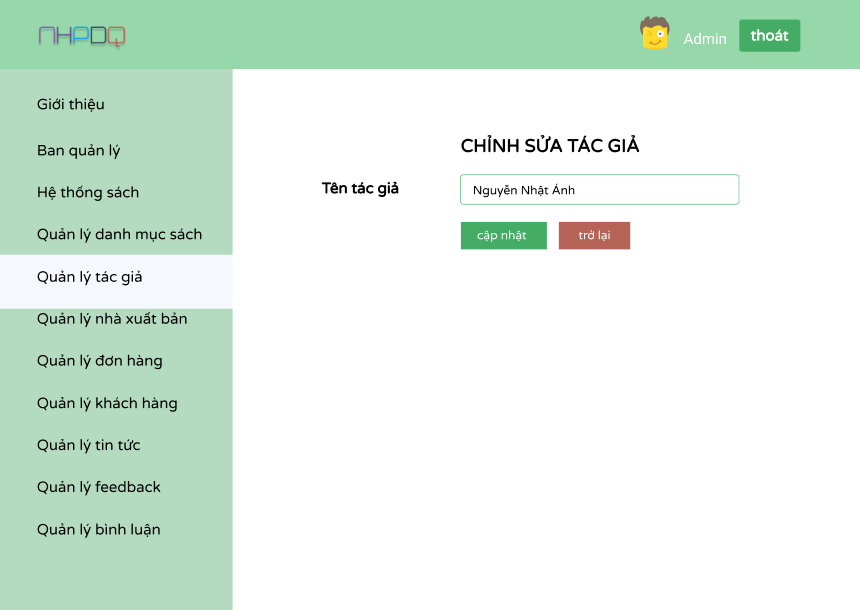 NHPDQ
Admin
thoát
Giới thiệu
Ban quản lý
Hệ thống sách
Quản lý danh mục sách
Quản lý tác giả
Quản lý nhà xuất bản
Quản lý đơn hàng
Quản lý khách hàng
Quản lý tin tức
Quản lý feedback
Quản lý bình luận
CHỈNH SỬA TÁC GIẢ
Tên tác giả
Nguyễn Nhật Ánh
cập nhật
trở lại